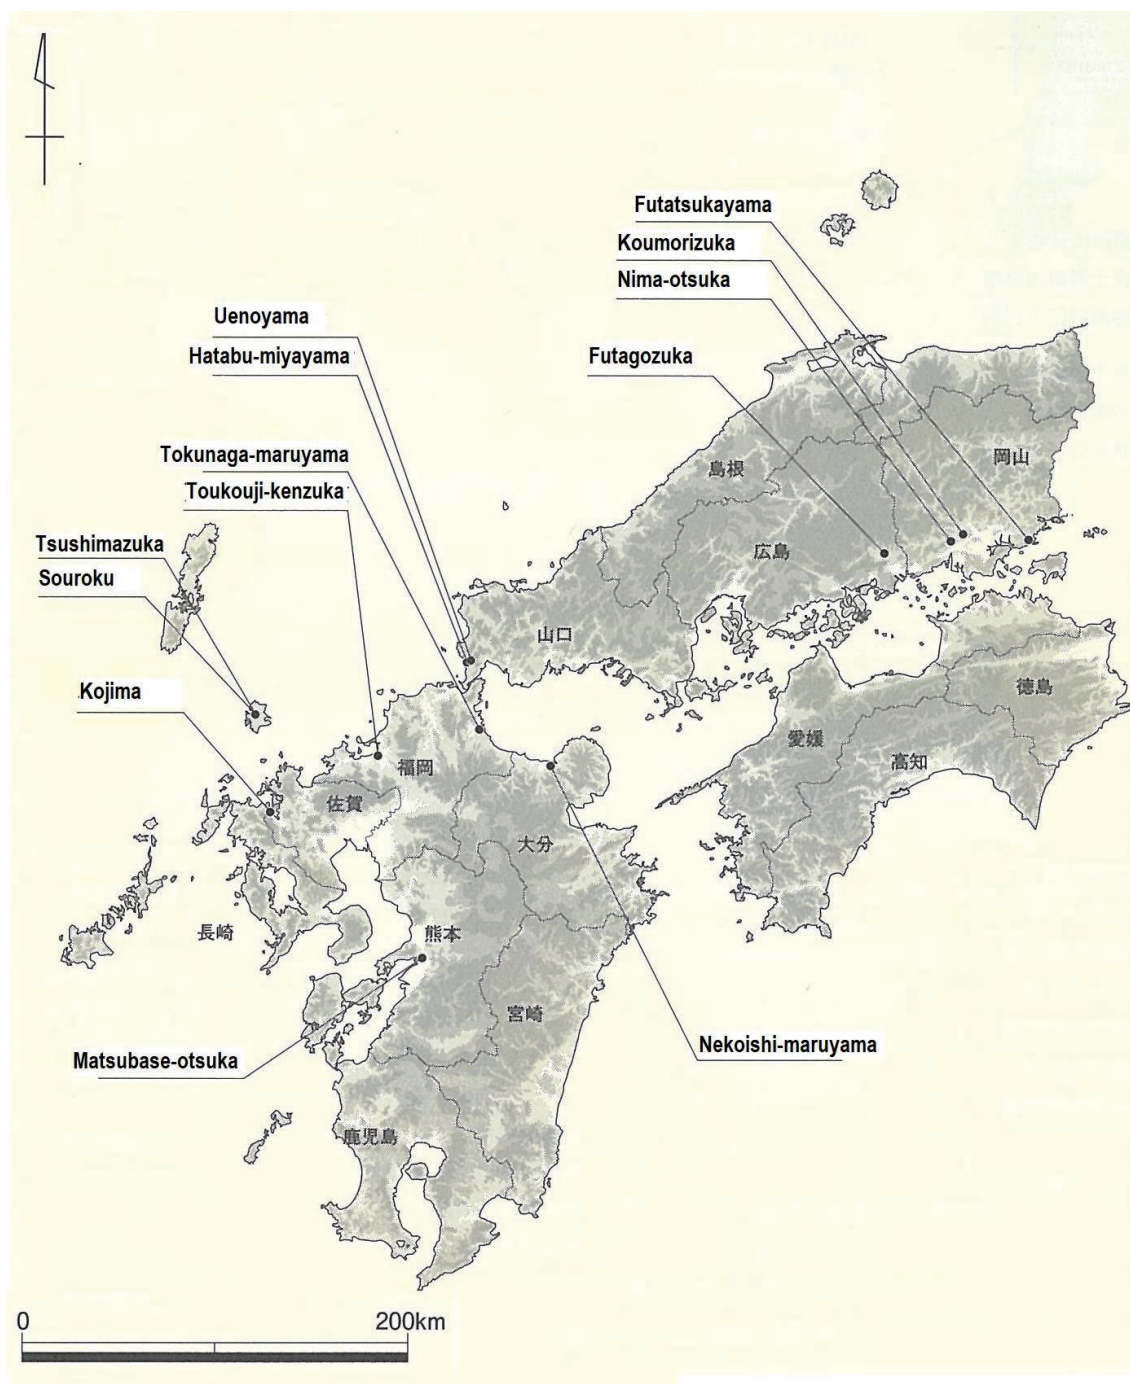 Futatsukayama
Koumorizuka
Nima-otsuka
Uenoyama
Hatabu-miyayama
Futagozuka
Tokunaga-maruyama
Toukouji-kenzuka
島根
岡山
広島
Tsushimazuka
Souroku
山口
Kojima
徳島
愛媛
高知
福岡
佐賀
大分
長崎
熊本
宮崎
Nekoishi-maruyama
Matsubase-otsuka
鹿児島
0
200km